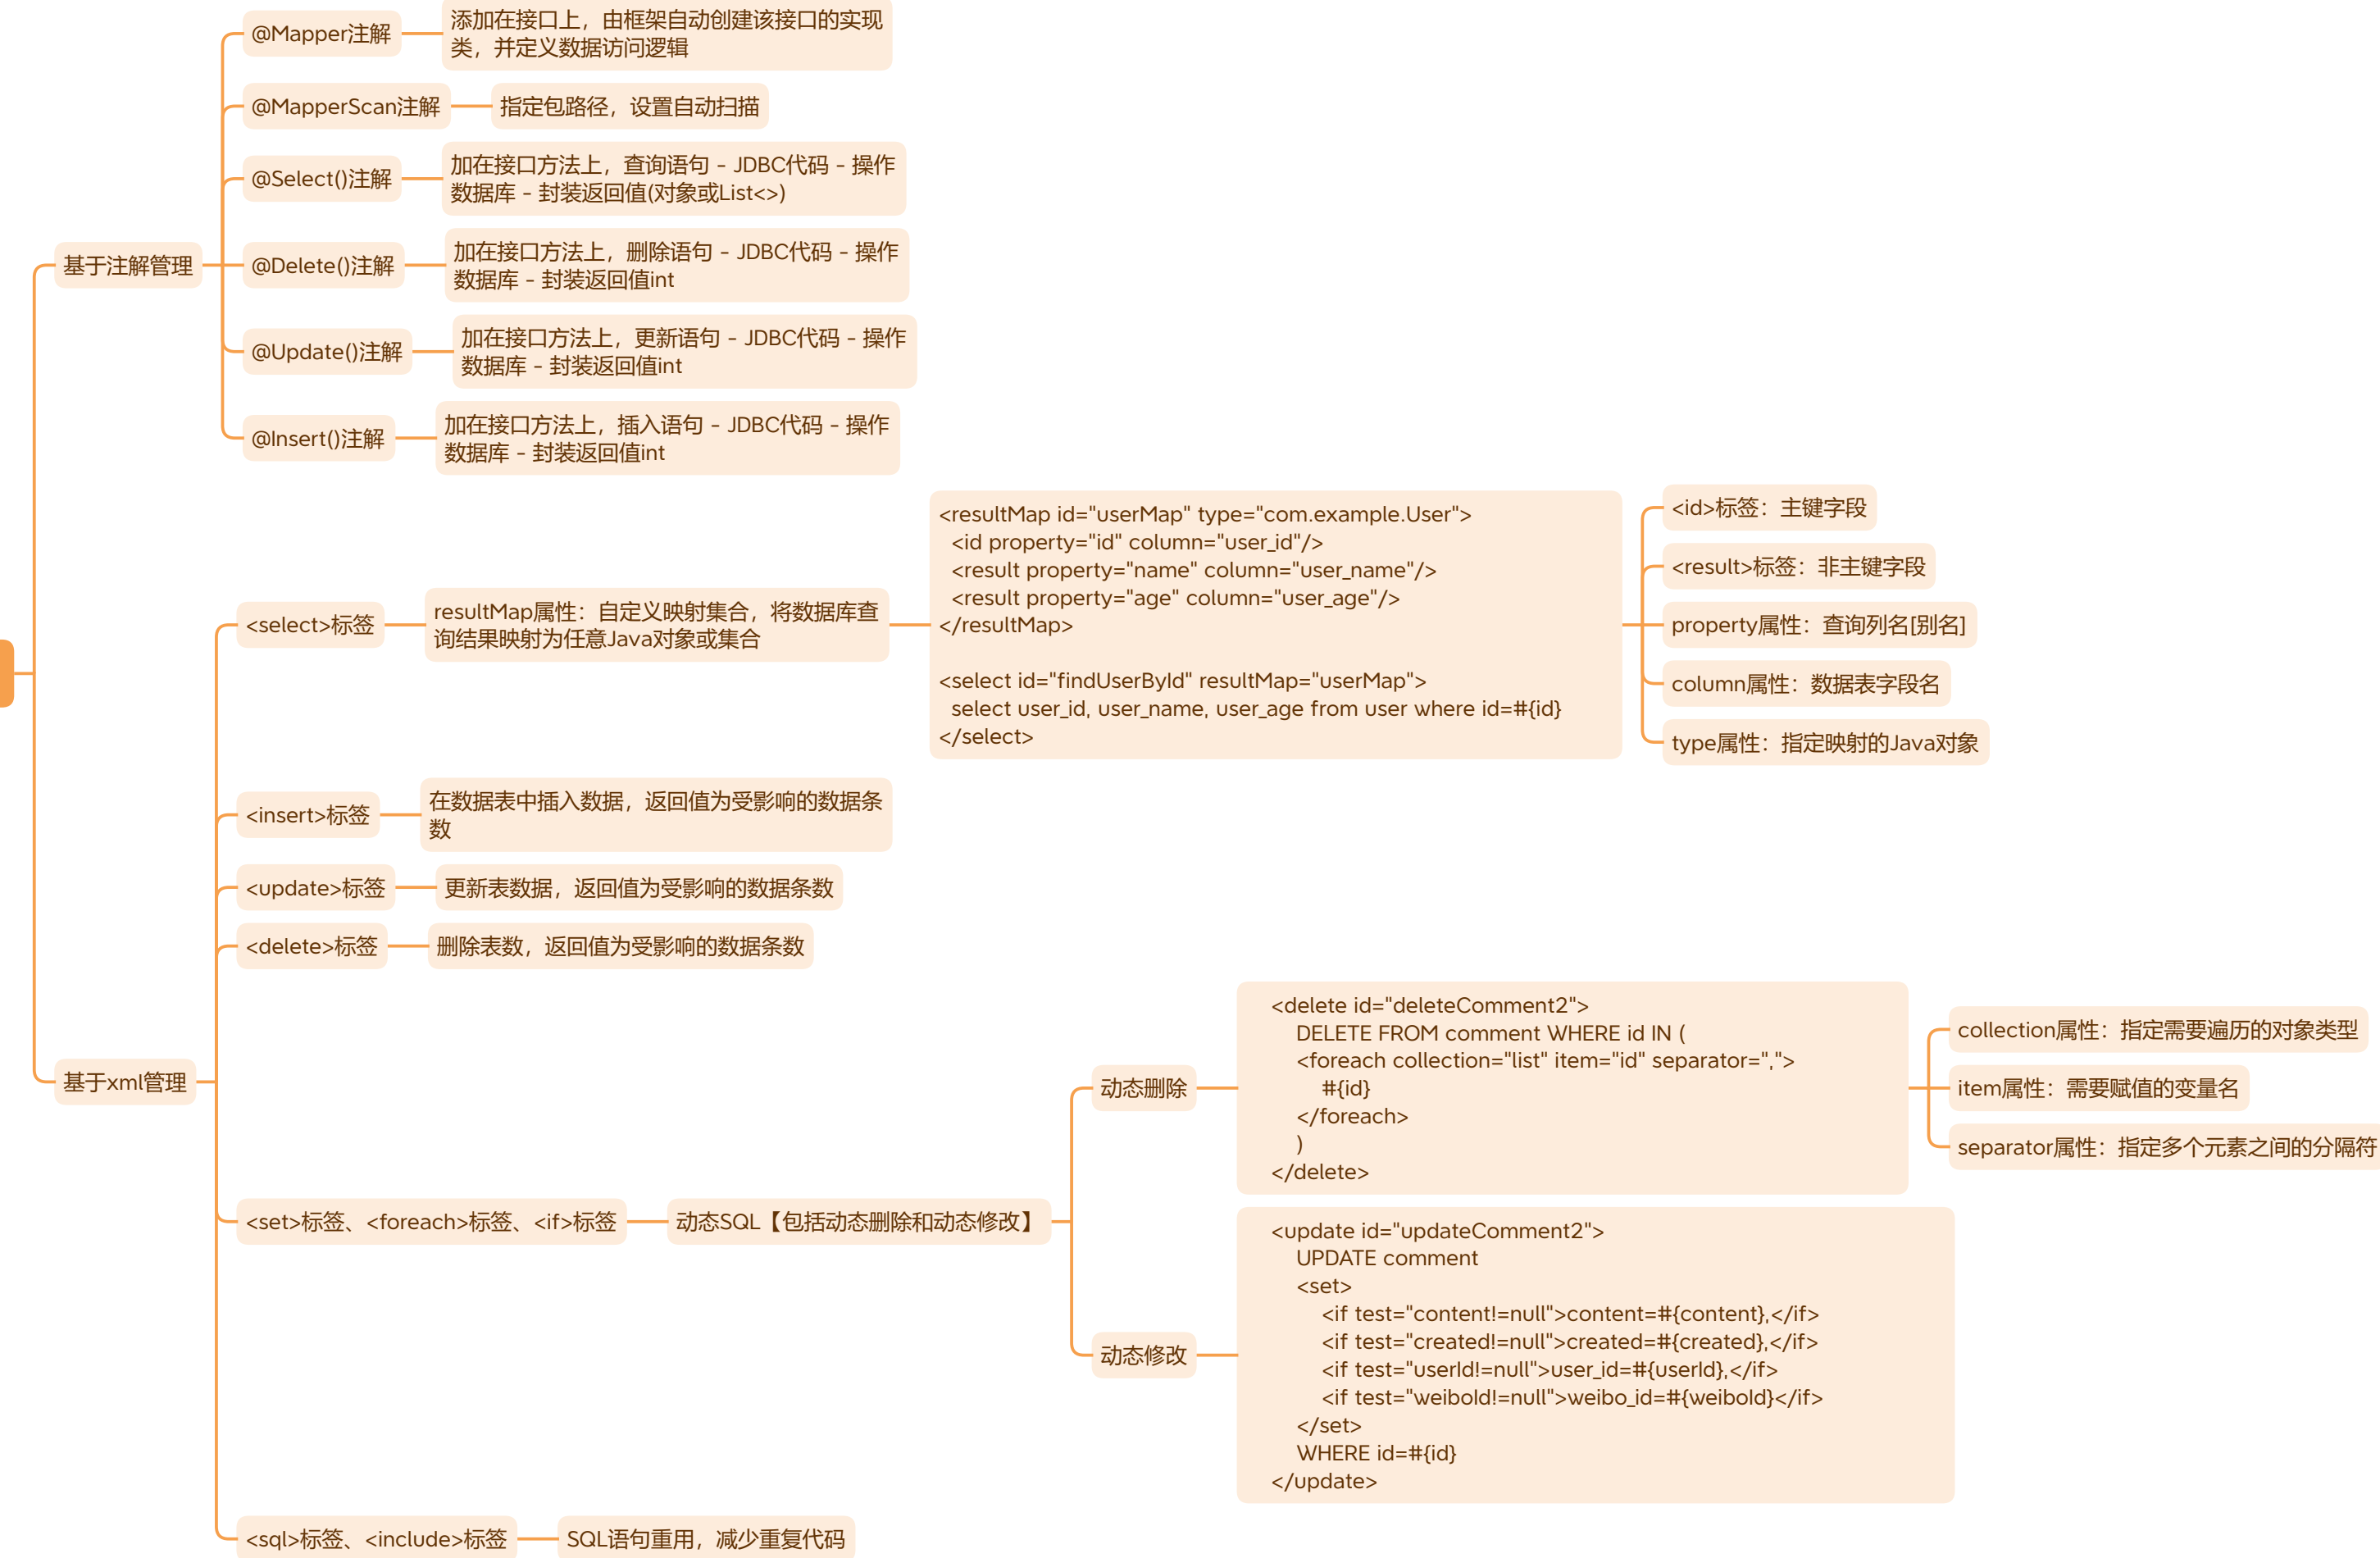 基于注解管理
@Mapper注解
添加在接口上，由框架自动创建该接口的实现
类，并定义数据访问逻辑
@MapperScan注解
指定包路径，设置自动扫描
@Select()注解
加在接口方法上，查询语句 - JDBC代码 - 操作
数据库 - 封装返回值(对象或List<>)
@Delete()注解
加在接口方法上，删除语句 - JDBC代码 - 操作
数据库 - 封装返回值int
@Update()注解
加在接口方法上，更新语句 - JDBC代码 - 操作
数据库 - 封装返回值int
@Insert()注解
加在接口方法上，插入语句 - JDBC代码 - 操作
数据库 - 封装返回值int
基于xml管理
<select>标签
resultMap属性：自定义映射集合，将数据库查
询结果映射为任意Java对象或集合
<resultMap id="userMap" type="com.example.User">
<id property="id" column="user_id"/>
<result property="name" column="user_name"/>
<result property="age" column="user_age"/>
</resultMap>
<select id="findUserById" resultMap="userMap">
select user_id, user_name, user_age from user where id=#{id}
</select>
<id>标签：主键字段
<result>标签：非主键字段
property属性：查询列名[别名]
column属性：数据表字段名
type属性：指定映射的Java对象
<insert>标签
在数据表中插入数据，返回值为受影响的数据条
数
<update>标签
更新表数据，返回值为受影响的数据条数
<delete>标签
删除表数，返回值为受影响的数据条数
<set>标签、<foreach>标签、<if>标签
动态SQL【包括动态删除和动态修改】
动态删除
<delete id="deleteComment2">
DELETE FROM comment WHERE id IN (
<foreach collection="list" item="id" separator=",">
#{id}
</foreach>
)
</delete>
collection属性：指定需要遍历的对象类型
item属性：需要赋值的变量名
separator属性：指定多个元素之间的分隔符
动态修改
<update id="updateComment2">
UPDATE comment
<set>
<if test="content!=null">content=#{content},</if>
<if test="created!=null">created=#{created},</if>
<if test="userId!=null">user_id=#{userId},</if>
<if test="weiboId!=null">weibo_id=#{weiboId}</if>
</set>
WHERE id=#{id}
</update>
<sql>标签、<include>标签
SQL语句重用，减少重复代码